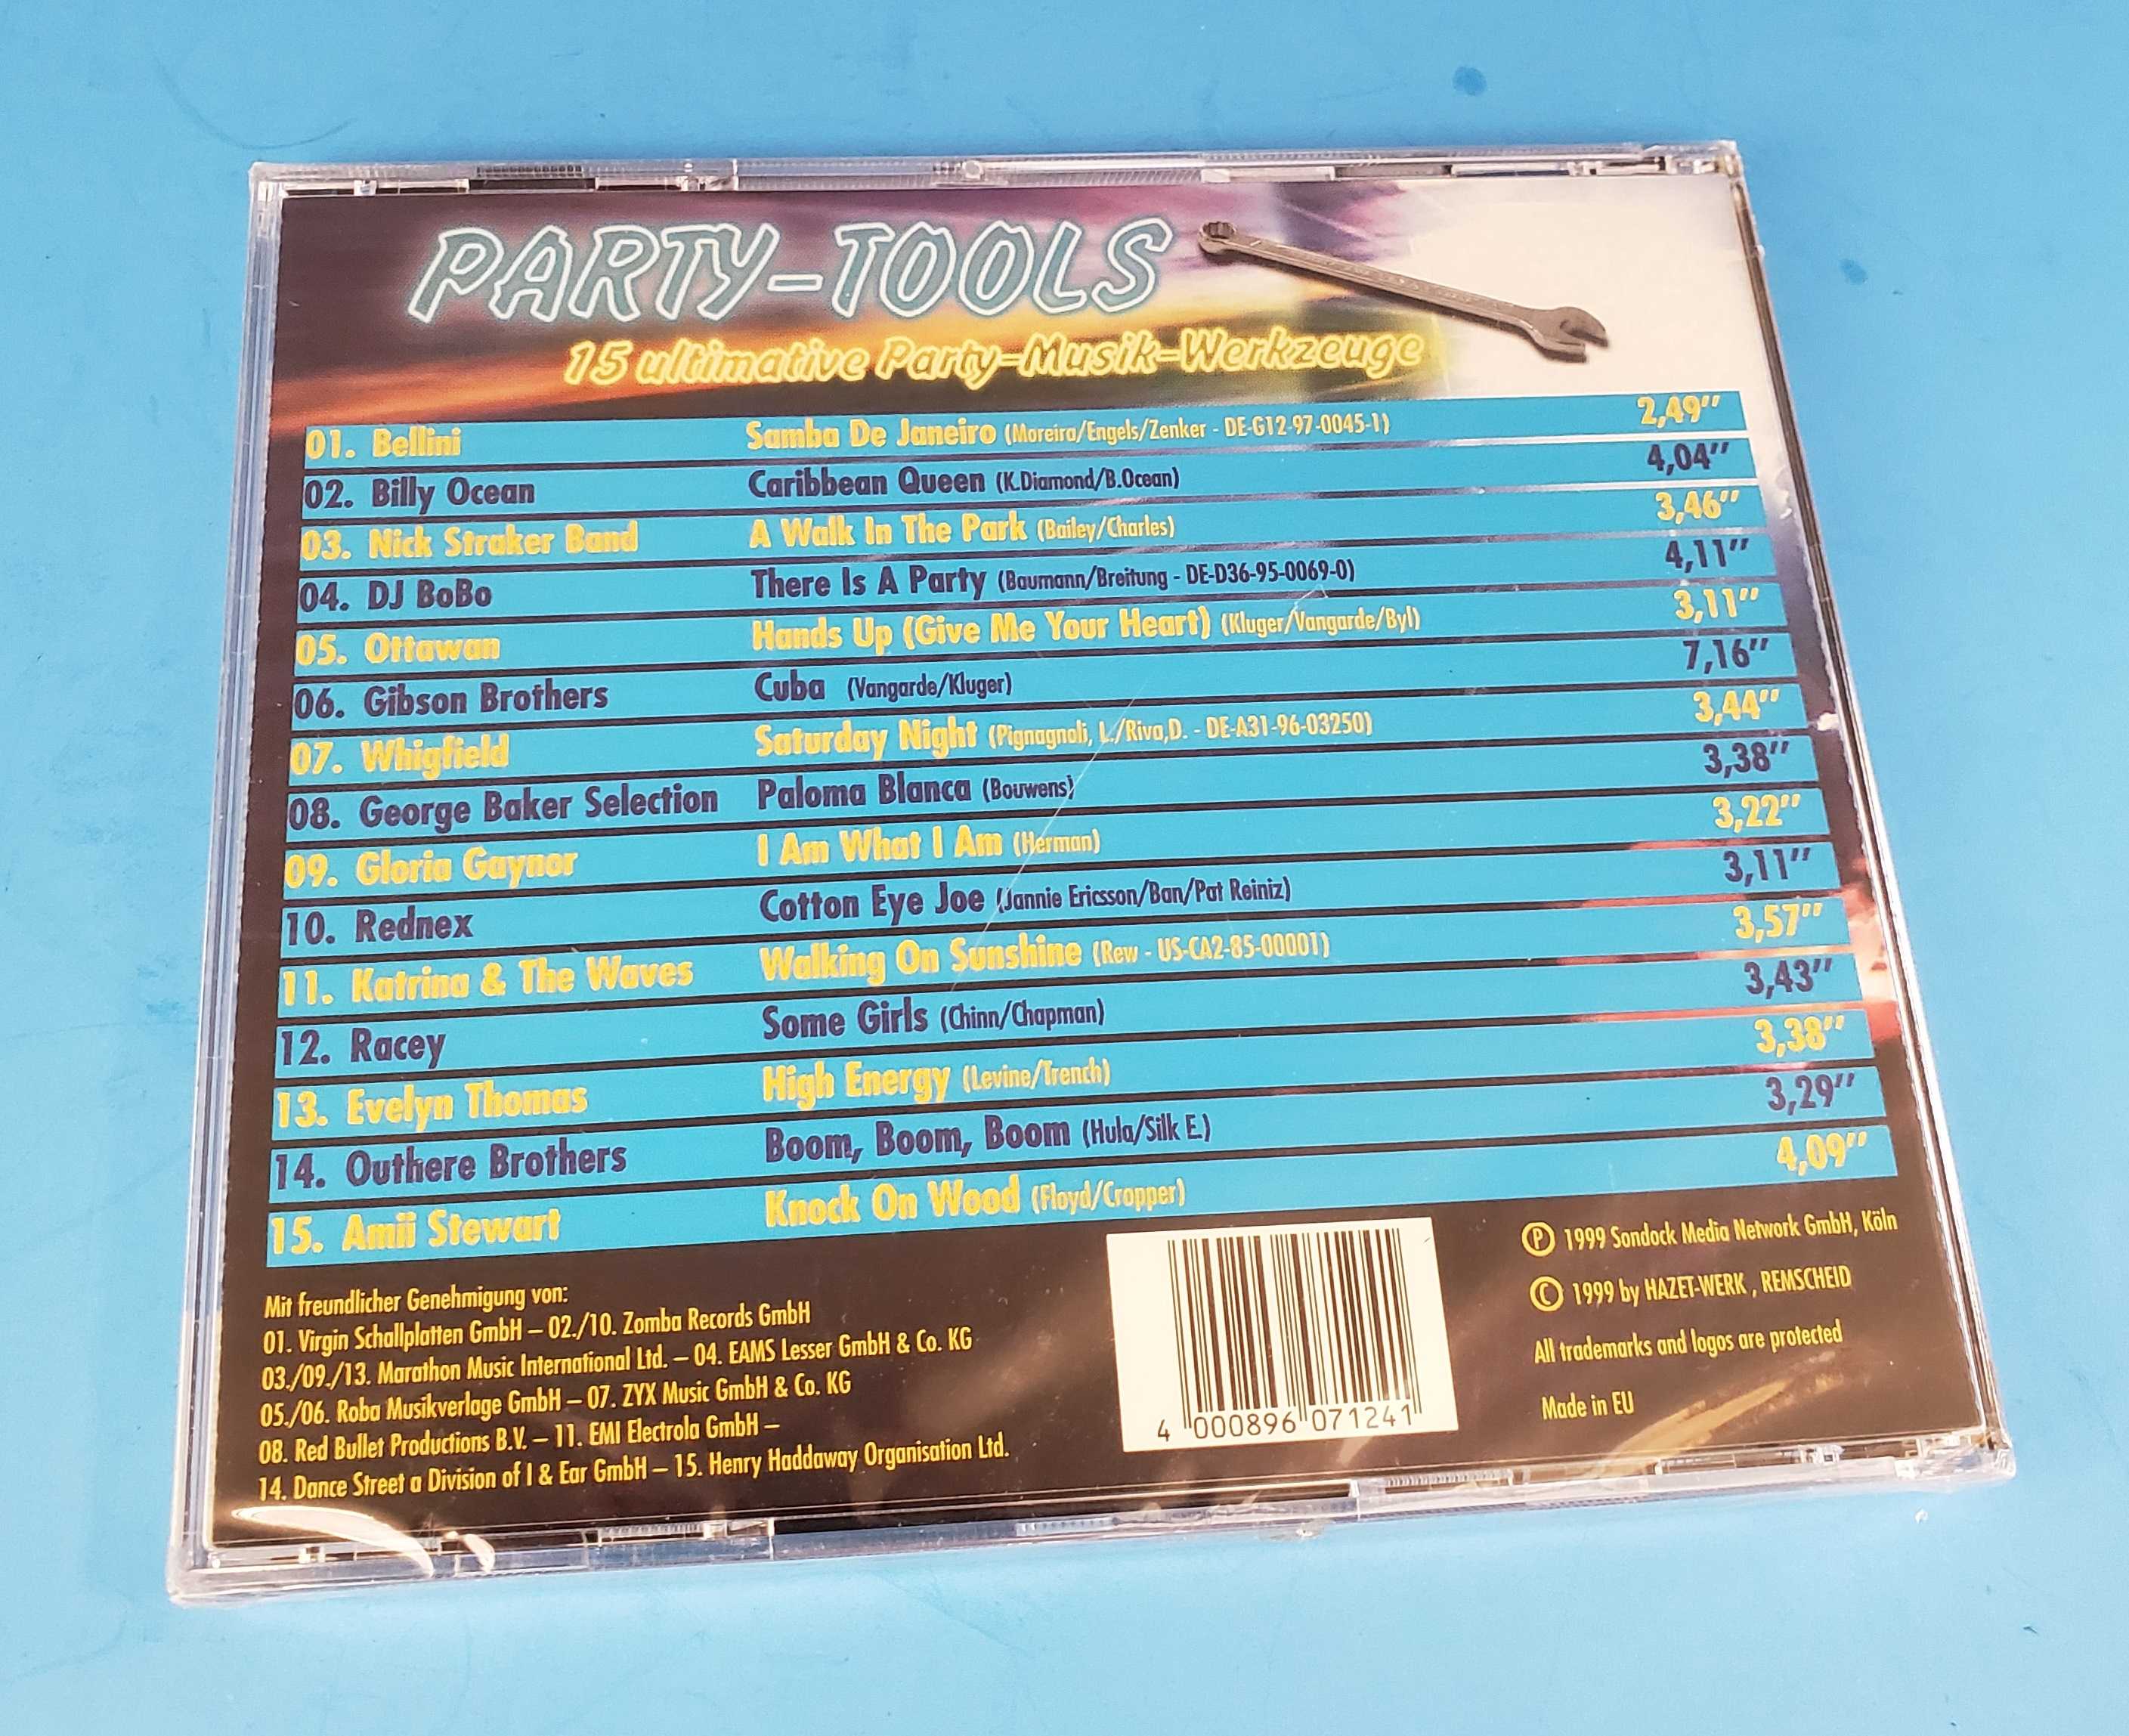 PARTY-TOOLS
15 ultimative Party-Musik-Werkzeuge
01. Bellini Samba De Janeiro (Moreira/Engels/Zenker - DE-G12-97-0045-1) 2,49’’
02. Billy Ocean Caribbean Queen (K.Diamond/B.Ocean) 4,04’’
03. Nick Straker Band A Walk In The Park (Bailey/Charles) 3,46’’
04. DJ BoBo There Is A Party (Baumann/Breitung - DE-D36-95-0069-0) 4,11’’
05. Ottawan Hands Up (Give Me Your Heart) (Kluger/Vangarde/Byl) 3,11’’
06. Gibson Brothers Cuba (Vangarde/Kluger) 7,16’’
07. Whigfield Saturday Night (Pignagnoli, L./Riva,D. - DE-A31-96-03250) 3,44’’
08. George Baker Selection Paloma Blanca (Bouwens) 3,38’’
09. Gloria Gaynor I Am What I Am (Herman) 3,22’’
10. Rednex Cotton Eye Joe (Jannie Ericsson/Ban/Pat Reiniz) 3,11’’
11. Katrina & The Waves Walking On Sunshine (Rew - US-CA2-85-00001) 3,57’’
12. Racey Some Girls (Chinn/Chapman) 3,43’’
13. Evelyn Thomas High Energy (Levine/Trench) 3,38’’
14. Outhere Brothers Boom, Boom, Boom (Hula/Silk E.) 3,29’’
15. Amii Stewart Knock On Wood (Floyd/Cropper) 4,09’’
Mit freundlicher Genehmigung von:
01. Virgin Schallplatten GmbH – 02./10. Zomba Records GmbH
03./09./13. Marathon Music International Ltd. – 04. EAMS Lesser GmbH & Co. KG
05./06. Roba Musikverlage GmbH – 07. ZYX Music GmbH & Co. KG
08. Red Bullet Productions B.V. – 11. EMI Electrola GmbH –
14. Dance Street a Division of I & Ear GmbH – 15. Henry Haddaway Organisation Ltd.
4 000896 071241
Ⓟ 1999 Sondock Media Network GmbH, Köln
© 1999 by HAZET-WERK , REMSCHEID
All trademarks and logos are protected
Made in EU